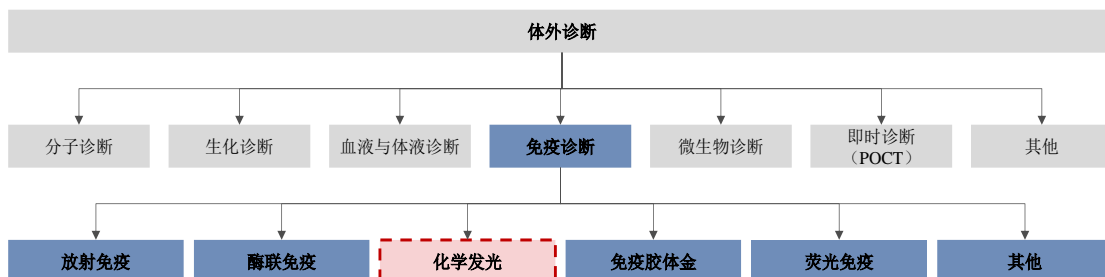 体外诊断
分子诊断
生化诊断
血液与体液诊断
免疫诊断
微生物诊断
即时诊断
（POCT）
其他
放射免疫
酶联免疫
化学发光
免疫胶体金
荧光免疫
其他